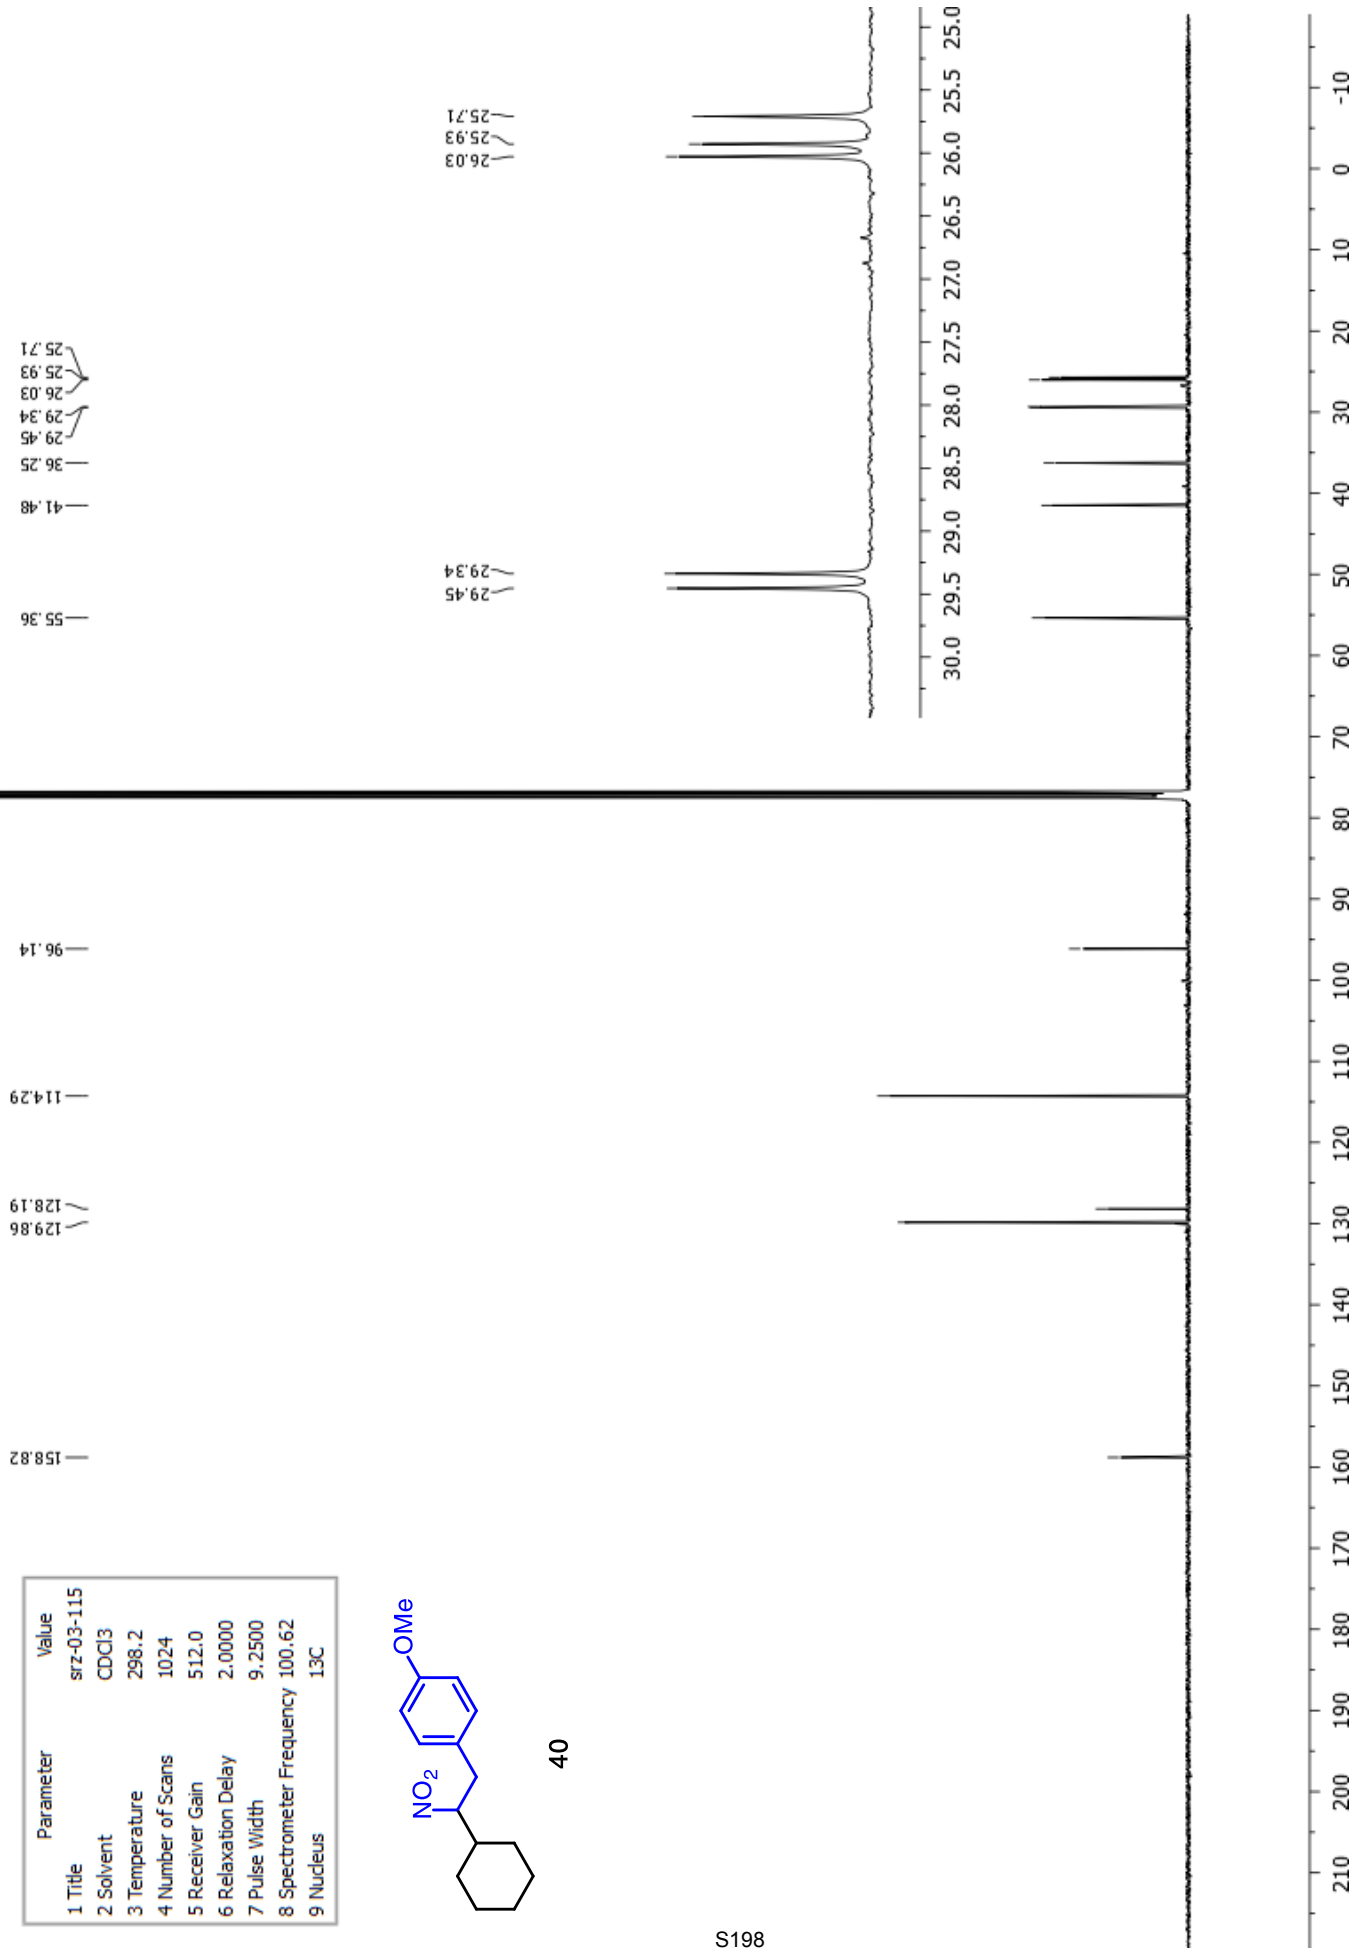 Parameter Value
1 Title srz-03-115
2 Solvent CDCl3
3 Temperature 298.2
4 Number of Scans 1024
5 Receiver Gain 512.0
6 Relaxation Delay 2.0000
7 Pulse Width 9.2500
8 Spectrometer Frequency 100.62
9 Nucleus 13C
NO2
OMe
40
158.82
129.86
128.19
114.29
96.14
55.36
41.48
36.25
29.45
29.34
26.03
25.93
25.71
29.45
29.34
26.03
25.93
25.71
30.0 29.5 29.0 28.5 28.0 27.5 27.0 26.5 26.0 25.5 25.0
210 200 190 180 170 160 150 140 130 120 110 100 90 80 70 60 50 40 30 20 10 0 -10
S198